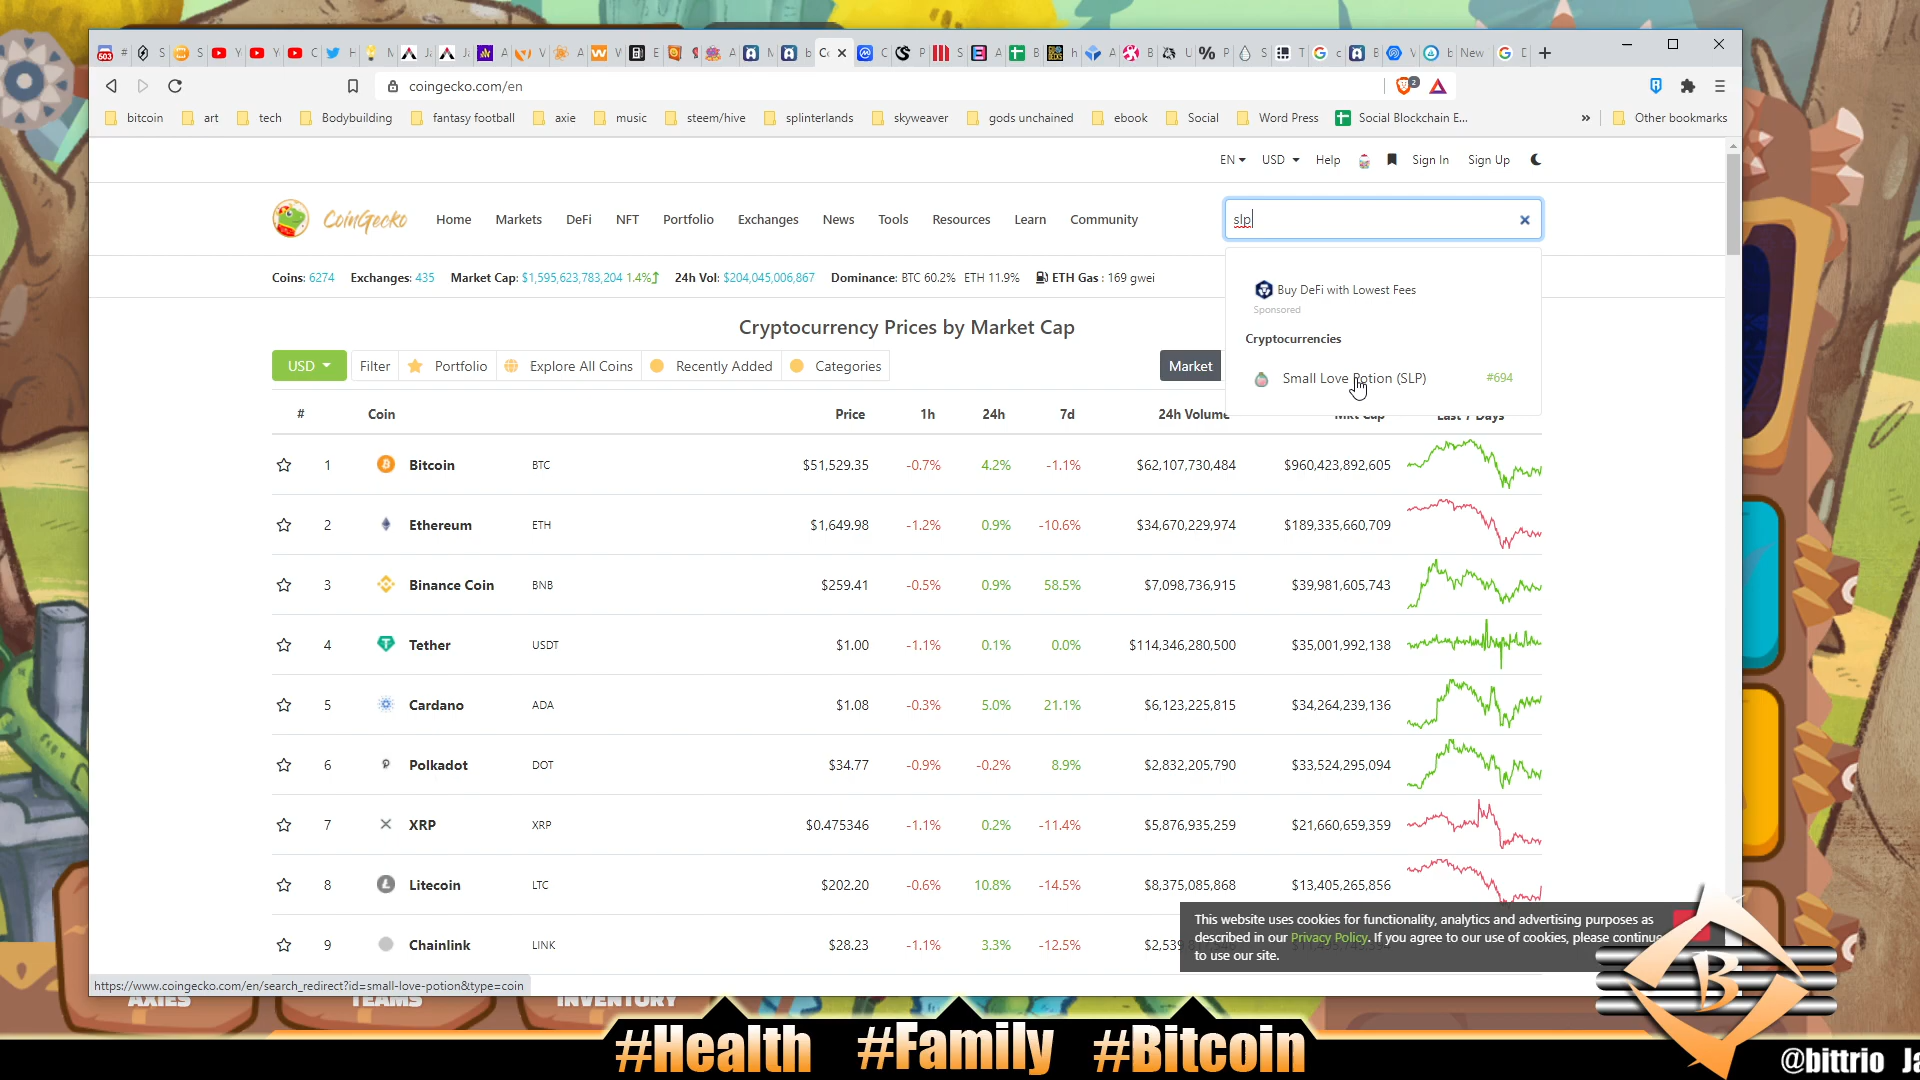 coingecko.com/en
2
New
bitcoin art tech Bodybuilding fantasy football axie music steem/hive splinterlands skyweaver gods unchained ebook Social Word Press Social Blockchain E... » Other bookmarks
EN USD Help Sign In Sign Up
CoinGecko Home Markets DeFi NFT Portfolio Exchanges News Tools Resources Learn Community slp
Coins: 6274 Exchanges: 435 Market Cap: $1,595,623,783,204 1.4% 24h Vol: $204,045,006,867 Dominance: BTC 60.2% ETH 11.9% ETH Gas : 169 gwei
Buy DeFi with Lowest Fees
Sponsored
Cryptocurrencies
Small Love Potion (SLP) #694
Cryptocurrency Prices by Market Cap
USD Filter Portfolio Explore All Coins Recently Added Categories Market
# Coin Price 1h 24h 7d 24h Volume Mkt Cap Last 7 Days
1 Bitcoin BTC $51,529.35 -0.7% 4.2% -1.1% $62,107,730,484 $960,423,892,605
2 Ethereum ETH $1,649.98 -1.2% 0.9% -10.6% $34,670,229,974 $189,335,660,709
3 Binance Coin BNB $259.41 -0.5% 0.9% 58.5% $7,098,736,915 $39,981,605,743
4 Tether USDT $1.00 -1.1% 0.1% 0.0% $114,346,280,500 $35,001,992,138
5 Cardano ADA $1.08 -0.3% 5.0% 21.1% $6,123,225,815 $34,264,239,136
6 Polkadot DOT $34.77 -0.9% -0.2% 8.9% $2,832,205,790 $33,524,295,094
7 XRP XRP $0.475346 -1.1% 0.2% -11.4% $5,876,935,259 $21,660,659,359
8 Litecoin LTC $202.20 -0.6% 10.8% -14.5% $8,375,085,868 $13,405,265,856
9 Chainlink LINK $28.23 -1.1% 3.3% -12.5%
This website uses cookies for functionality, analytics and advertising purposes as
described in our Privacy Policy. If you agree to our use of cookies, please continue
to use our site.
https://www.coingecko.com/en/search_redirect?id=small-love-potion&type=coin
AXIES TEAMS INVENTORY
#Health #Family #Bitcoin
B
@bittrio